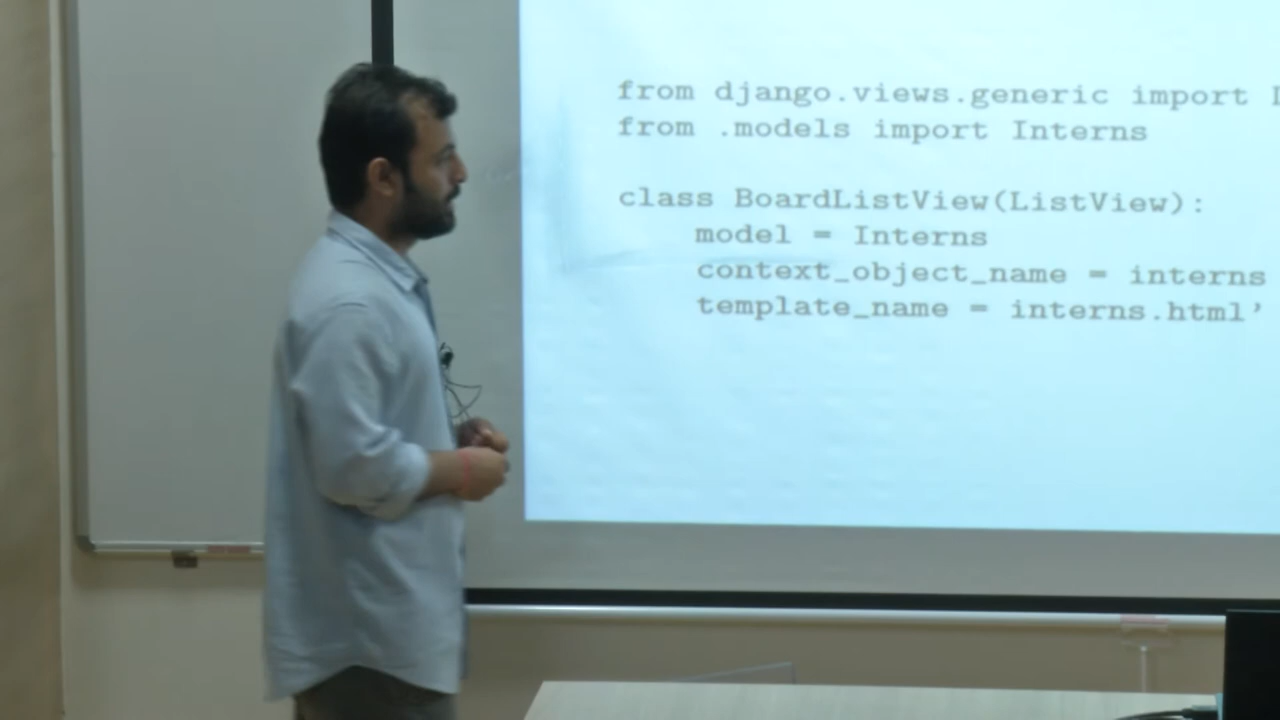 from django.views.generic import
from .models import Interns
class BoardListView(ListView):
model = Interns
context_object_name = interns
template_name = interns.html’